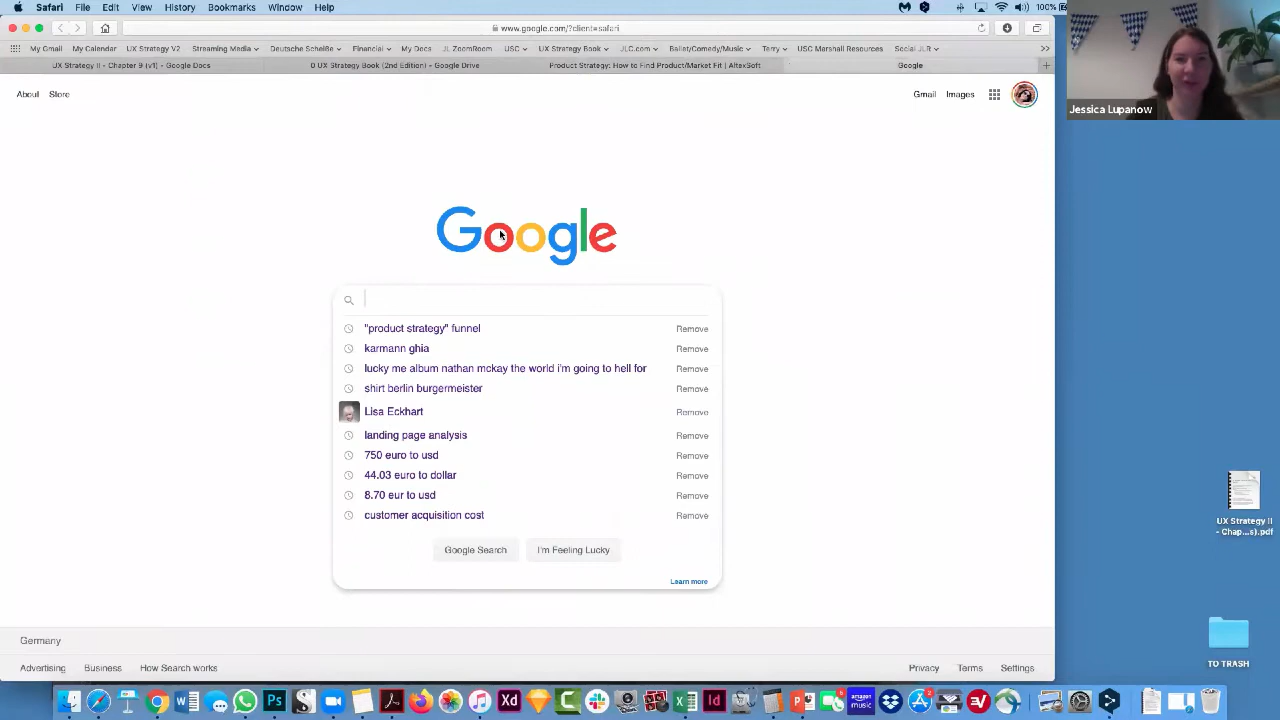 Safari File Edit View History Bookmarks Window Help 100%
www.google.com/?client=safari
My Gmail My Calendar UX Strategy V2 Streaming Media Deutsche Scheiße Financial My Docs JL ZoomRoom USC UX Strategy Book JLC.com Ballet/Comedy/Music Terry USC Marshall Resources Social JLR
UX Strategy II - Chapter 9 (v1) - Google Docs 0 UX Strategy Book (2nd Edition) - Google Drive Product Strategy: How to Find Product/Market Fit | AltexSoft Google
About Store Gmail Images
Jessica Lupanow
Google
"product strategy" funnel Remove
karmann ghia Remove
lucky me album nathan mckay the world i'm going to hell for Remove
shirt berlin burgermeister Remove
Lisa Eckhart Remove
landing page analysis Remove
750 euro to usd Remove
44.03 euro to dollar Remove
8.70 eur to usd Remove
customer acquisition cost Remove
Google Search I'm Feeling Lucky
Learn more
UX Strategy II
- Chap...s).pdf
Germany
TO TRASH
Advertising Business How Search works Privacy Terms Settings